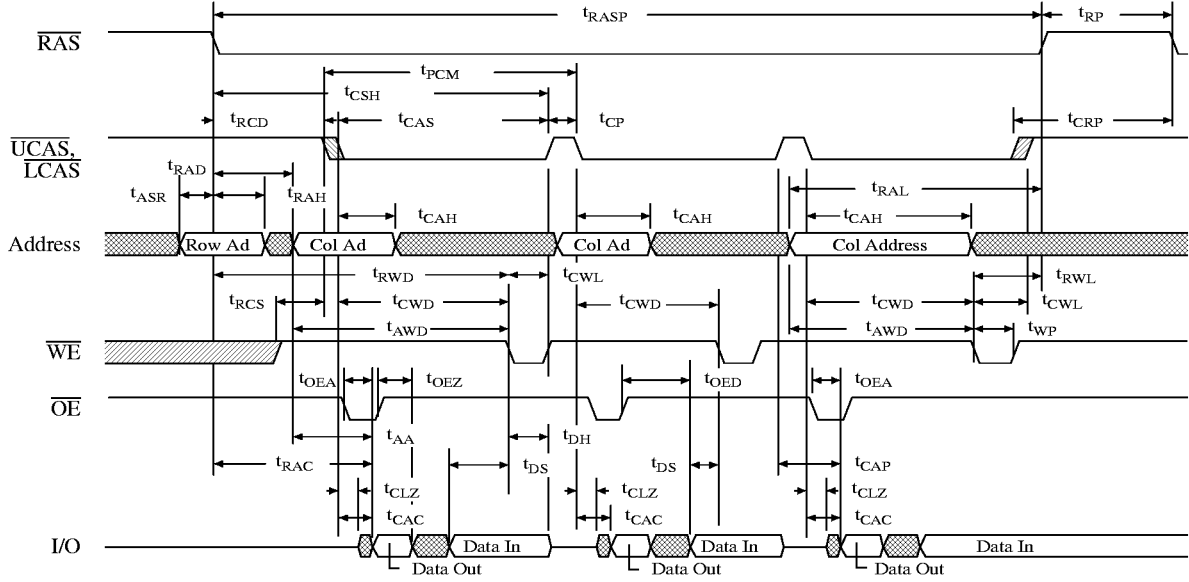 tRASP tRP
RAS
tPCM
tCSH
tRCD tCAS tCP tCRP
UCAS,
LCAS
tRAD
tASR tRAH tRAL
tCAH tCAH tCAH
Address Row Ad Col Ad Col Ad Col Address
tRWD tCWL tRWL
tRCS tCWD tCWD tCWD tCWL
tAWD tAWD tWP
WE
tOEA tOEZ tOED tOEA
OE
tAA tDH
tRAC tDS tDS tCAP
tCLZ tCLZ tCLZ
tCAC tCAC tCAC
I/O Data In Data In Data In
Data Out Data Out Data Out